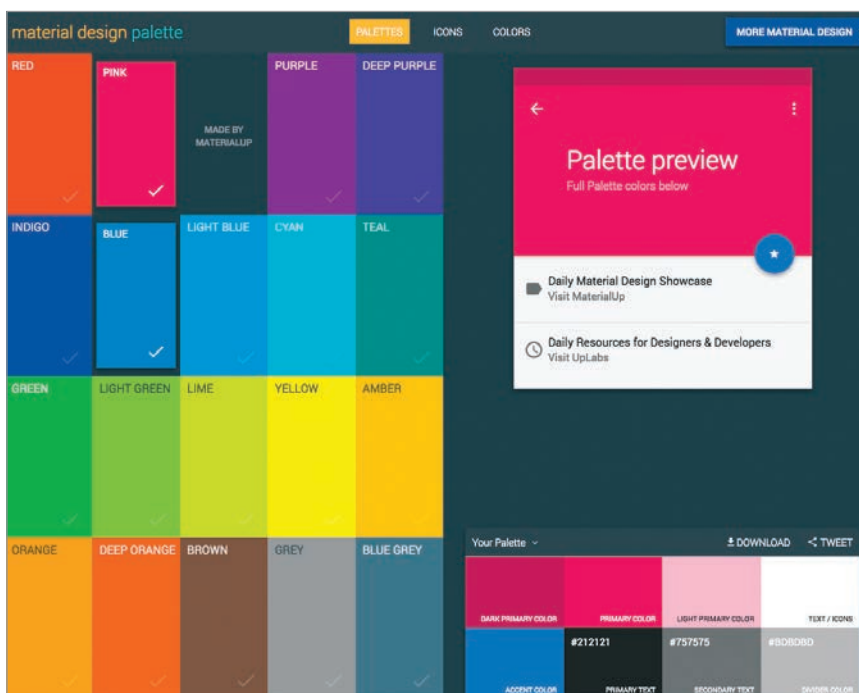 material design palette
PALETTES
ICONS
COLORS
MORE MATERIAL DESIGN
RED
PINK
MADE BY
MATERIALUP
PURPLE
DEEP PURPLE
INDIGO
BLUE
LIGHT BLUE
CYAN
TEAL
GREEN
LIGHT GREEN
LIME
YELLOW
AMBER
ORANGE
DEEP ORANGE
BROWN
GREY
BLUE GREY
Palette preview
Full Palette colors below
Daily Material Design Showcase
Visit MaterialUp
Daily Resources for Designers & Developers
Visit UpLabs
Your Palette
DOWNLOAD
TWEET
DARK PRIMARY COLOR
PRIMARY COLOR
LIGHT PRIMARY COLOR
TEXT / ICONS
#212121
#757575
#BDBDBD
ACCENT COLOR
PRIMARY TEXT
SECONDARY TEXT
DIVIDER COLOR